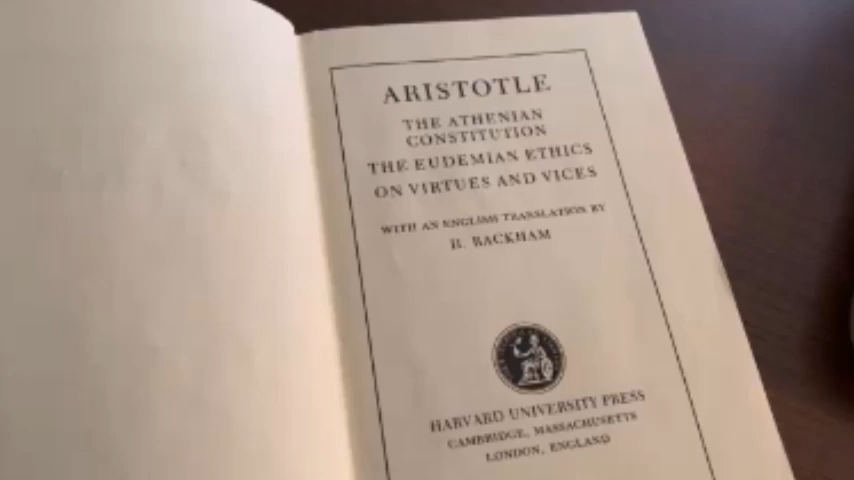 ARISTOTLE
THE ATHENIAN
CONSTITUTION
THE EUDEMIAN ETHICS
ON VIRTUES AND VICES
WITH AN ENGLISH TRANSLATION BY
H. RACKHAM
HARVARD UNIVERSITY PRESS
CAMBRIDGE, MASSACHUSETTS
LONDON, ENGLAND